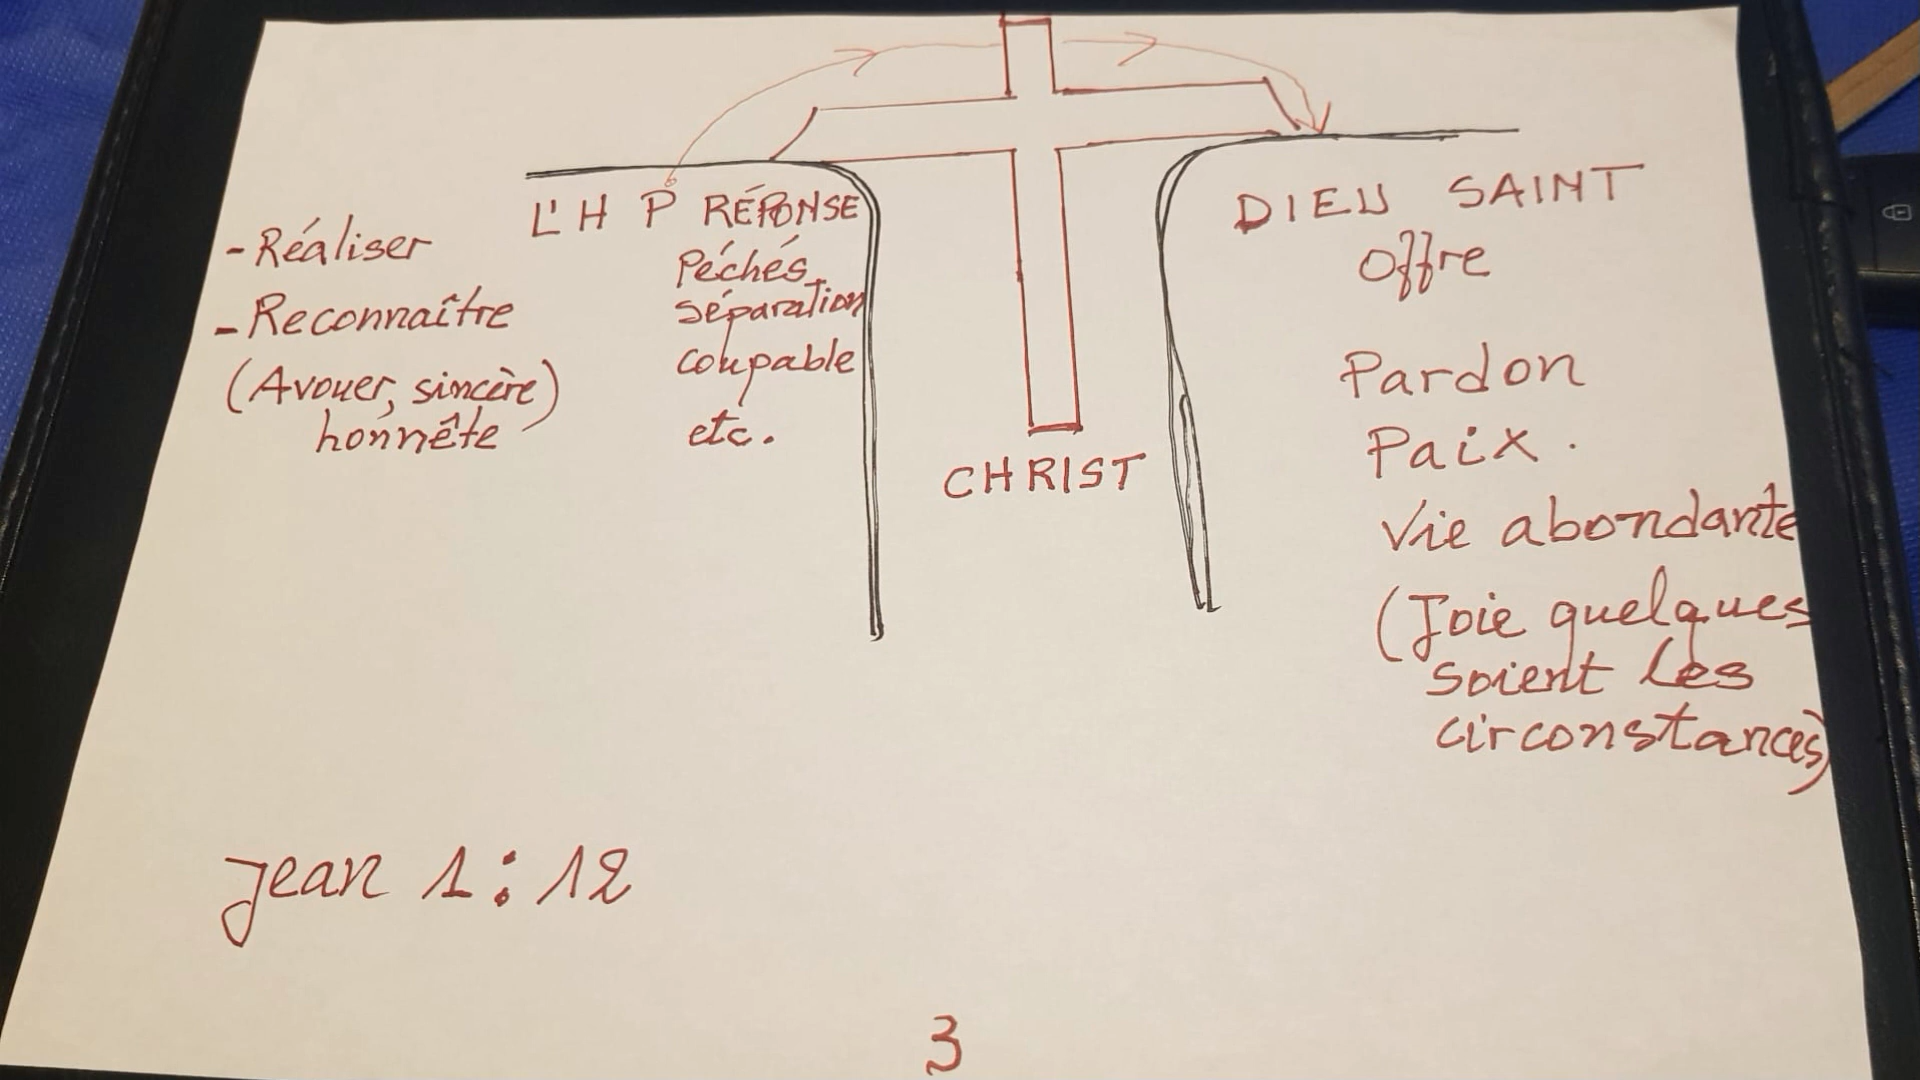 L'H P RÉPONSE
- Réaliser
- Reconnaître
(Avouer, sincère)
honnête
Péchés
séparation
coupable
etc.
CHRIST
DIEU SAINT
Offre
Pardon
Paix.
Vie abondante
(Joie quelques
soient les
circonstances)
Jean 1:12
3